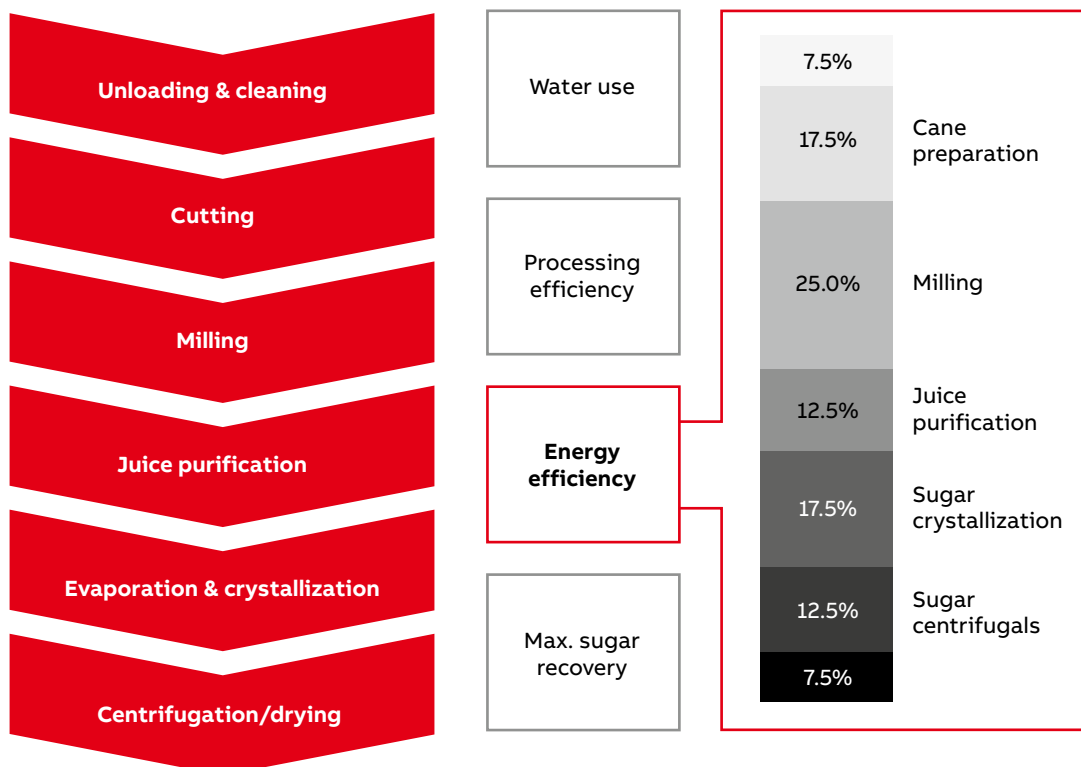 Unloading & cleaning
Cutting
Milling
Juice purification
Evaporation & crystallization
Centrifugation/drying
Water use
Processing
efficiency
Energy
efficiency
Max. sugar
recovery
7.5%
17.5%
Cane
preparation
25.0%
Milling
12.5%
Juice
purification
17.5%
Sugar
crystallization
12.5%
Sugar
centrifugals
7.5%